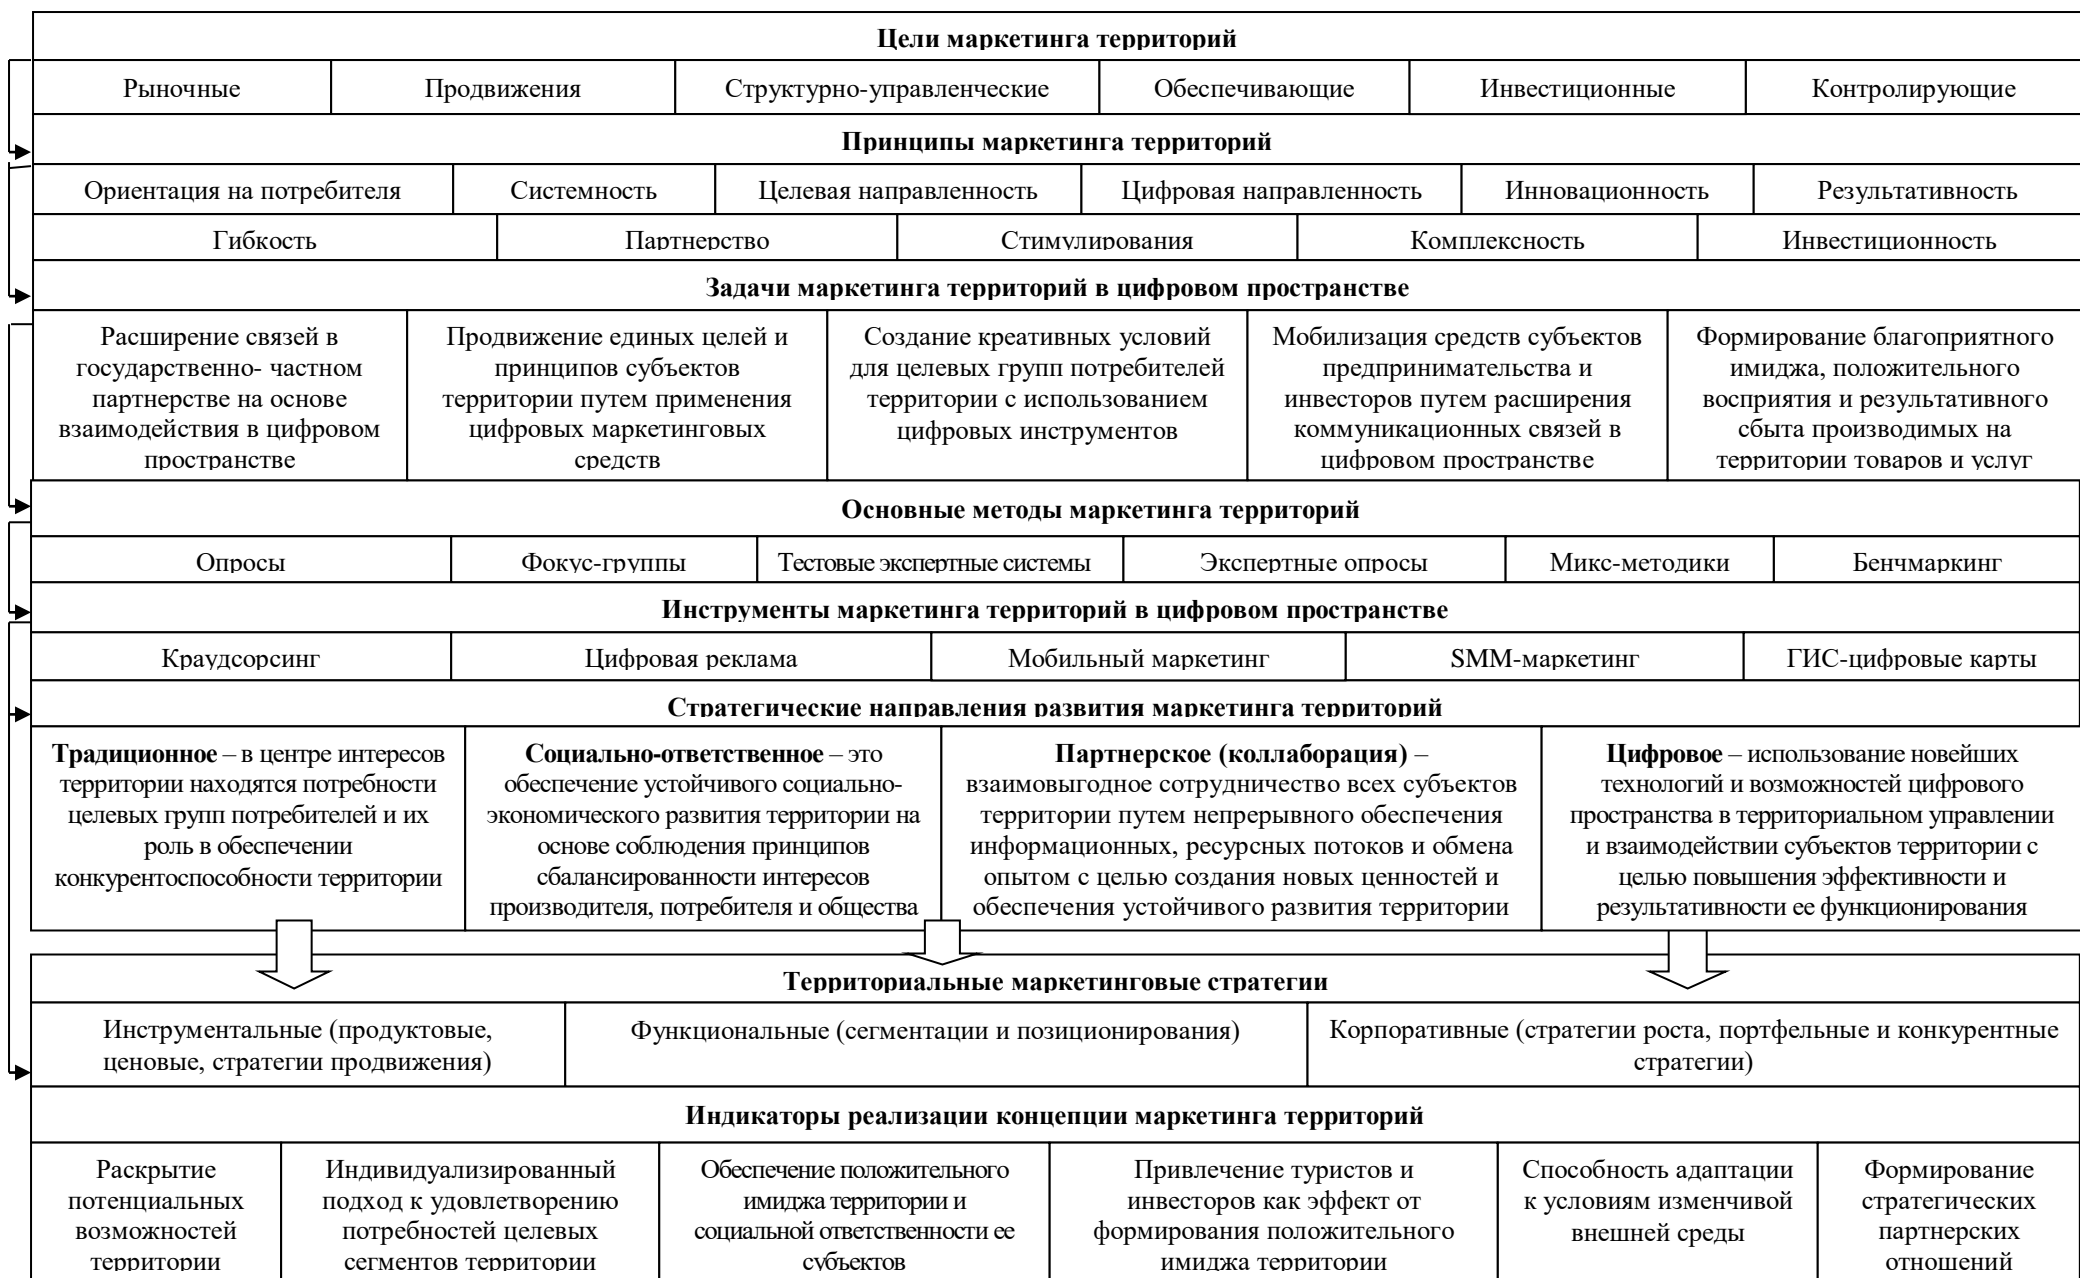 Цели маркетинга территорий
Рыночные
Продвижения
Структурно-управленческие
Обеспечивающие
Инвестиционные
Контролирующие
Принципы маркетинга территорий
Ориентация на потребителя
Системность
Целевая направленность
Цифровая направленность
Инновационность
Результативность
Гибкость
Партнерство
Стимулирования
Комплексность
Инвестиционность
Задачи маркетинга территорий в цифровом пространстве
Расширение связей в
государственно- частном
партнерстве на основе
взаимодействия в цифровом
пространстве
Продвижение единых целей и
принципов субъектов
территории путем применения
цифровых маркетинговых
средств
Создание креативных условий
для целевых групп потребителей
территории с использованием
цифровых инструментов
Мобилизация средств субъектов
предпринимательства и
инвесторов путем расширения
коммуникационных связей в
цифровом пространстве
Формирование благоприятного
имиджа, положительного
восприятия и результативного
сбыта производимых на
территории товаров и услуг
Основные методы маркетинга территорий
Опросы
Фокус-группы
Тестовые экспертные системы
Экспертные опросы
Микс-методики
Бенчмаркинг
Инструменты маркетинга территорий в цифровом пространстве
Краудсорсинг
Цифровая реклама
Мобильный маркетинг
SMM-маркетинг
ГИС-цифровые карты
Стратегические направления развития маркетинга территорий
Традиционное – в центре интересов
территории находятся потребности
целевых групп потребителей и их
роль в обеспечении
конкурентоспособности территории
Социально-ответственное – это
обеспечение устойчивого социально-
экономического развития территории на
основе соблюдения принципов
сбалансированности интересов
производителя, потребителя и общества
Партнерское (коллаборация) –
взаимовыгодное сотрудничество всех субъектов
территории путем непрерывного обеспечения
информационных, ресурсных потоков и обмена
опытом с целью создания новых ценностей и
обеспечения устойчивого развития территории
Цифровое – использование новейших
технологий и возможностей цифрового
пространства в территориальном управлении
и взаимодействии субъектов территории с
целью повышения эффективности и
результативности ее функционирования
Территориальные маркетинговые стратегии
Инструментальные (продуктовые,
ценовые, стратегии продвижения)
Функциональные (сегментации и позиционирования)
Корпоративные (стратегии роста, портфельные и конкурентные
стратегии)
Индикаторы реализации концепции маркетинга территорий
Раскрытие
потенциальных
возможностей
территории
Индивидуализированный
подход к удовлетворению
потребностей целевых
сегментов территории
Обеспечение положительного
имиджа территории и
социальной ответственности ее
субъектов
Привлечение туристов и
инвесторов как эффект от
формирования положительного
имиджа территории
Способность адаптации
к условиям изменчивой
внешней среды
Формирование
стратегических
партнерских
отношений